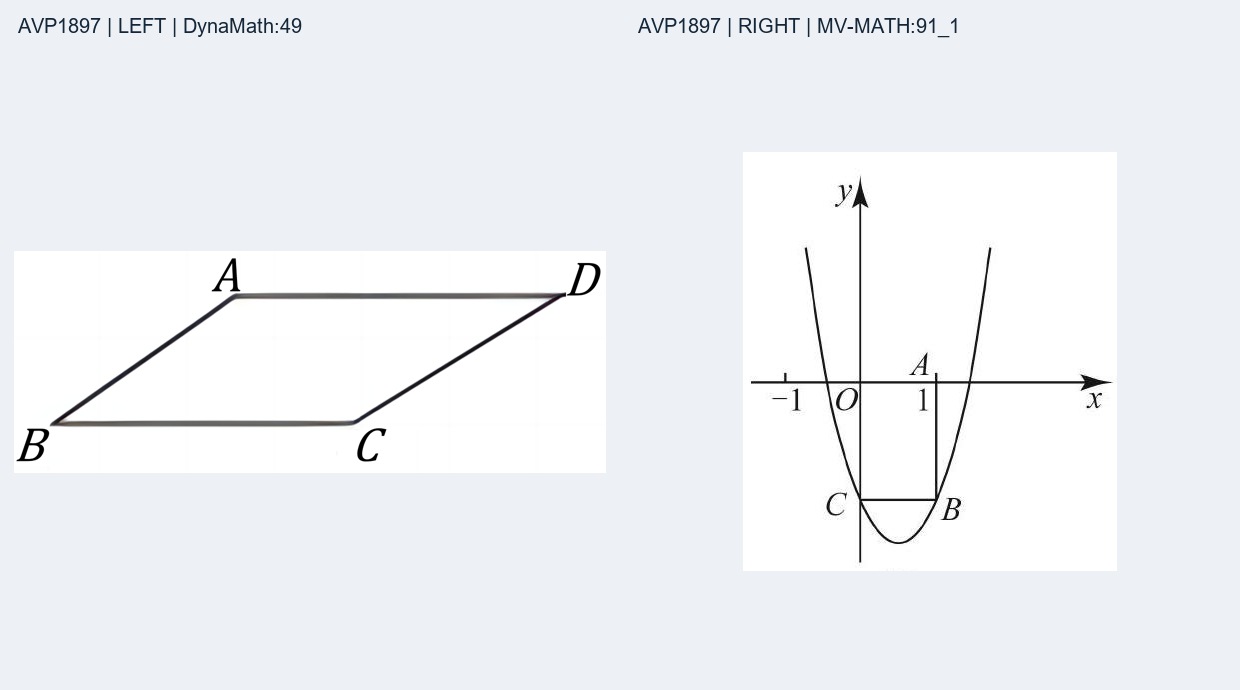 AVP1897 | LEFT | DynaMath:49
A
D
B
C
AVP1897 | RIGHT | MV-MATH:91_1
y
A
−1
O
1
x
C
B